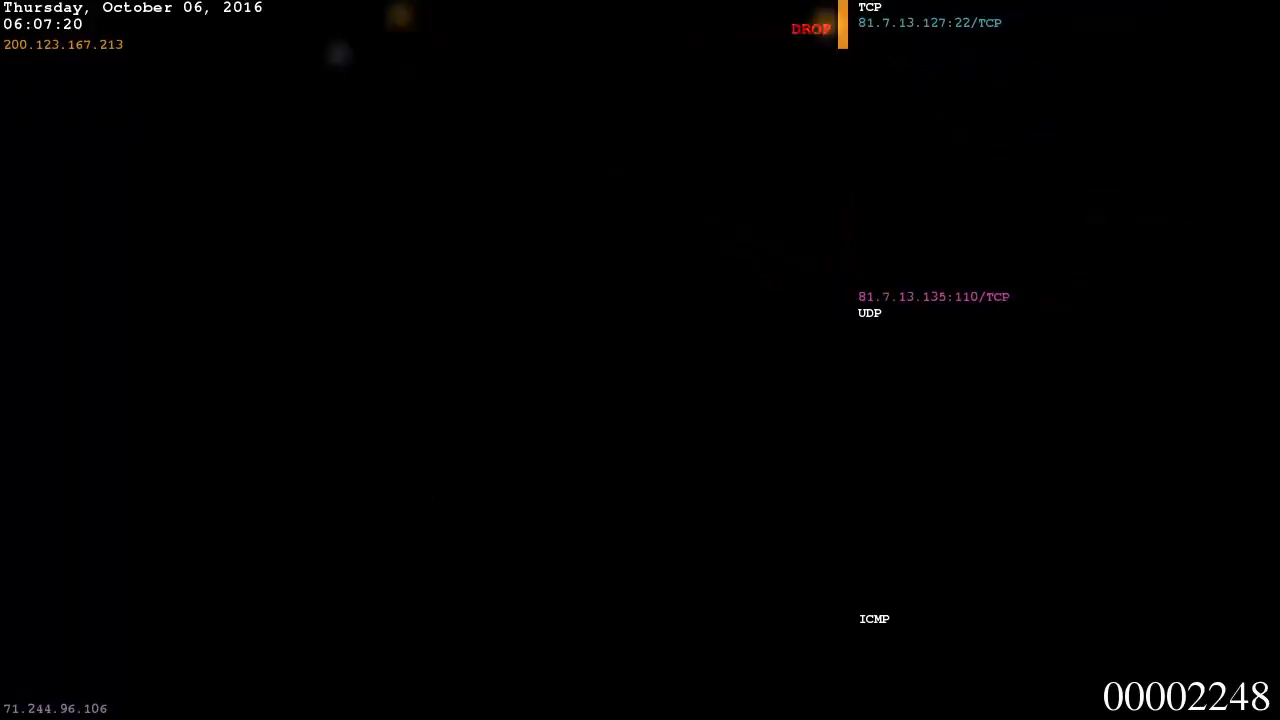 Thursday, October 06, 2016
06:07:20
200.123.167.213
DROP
TCP
81.7.13.127:22/TCP
81.7.13.135:110/TCP
UDP
ICMP
71.244.96.106
00002248